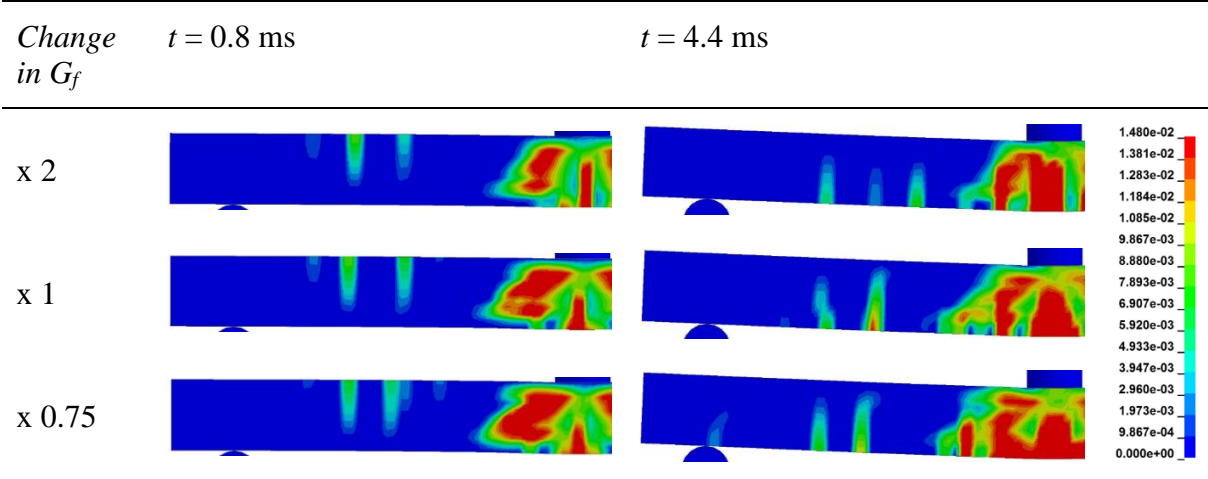 Change t = 0.8 ms t = 4.4 ms
in Gf
x 2
x 1
x 0.75
1.480e-02
1.381e-02
1.283e-02
1.184e-02
1.085e-02
9.867e-03
8.880e-03
7.893e-03
6.907e-03
5.920e-03
4.933e-03
3.947e-03
2.960e-03
1.973e-03
9.867e-04
0.000e+00